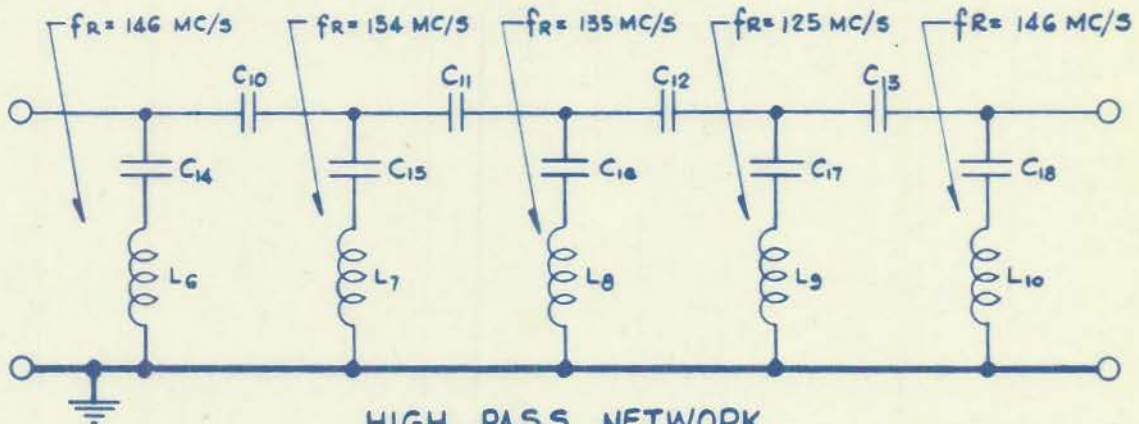 fR= 146 MC/S
fR= 154 MC/S
fR= 135 MC/S
fR= 125 MC/S
fR= 146 MC/S
C10
C11
C12
C13
C14
C15
C16
C17
C18
L6
L7
L8
L9
L10
HIGH PASS NETWORK